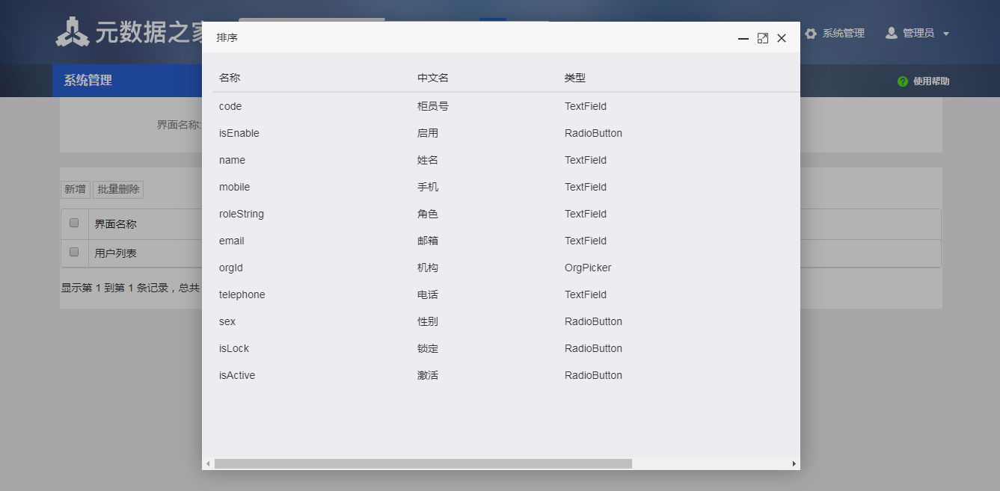 元数据之家
系统管理
管理员
系统管理
使用帮助
界面名称:
新增 批量删除
界面名称
用户列表
显示第 1 到第 1 条记录，总共
排序
名称 中文名 类型
code 柜员号 TextField
isEnable 启用 RadioButton
name 姓名 TextField
mobile 手机 TextField
roleString 角色 TextField
email 邮箱 TextField
orgId 机构 OrgPicker
telephone 电话 TextField
sex 性别 RadioButton
isLock 锁定 RadioButton
isActive 激活 RadioButton